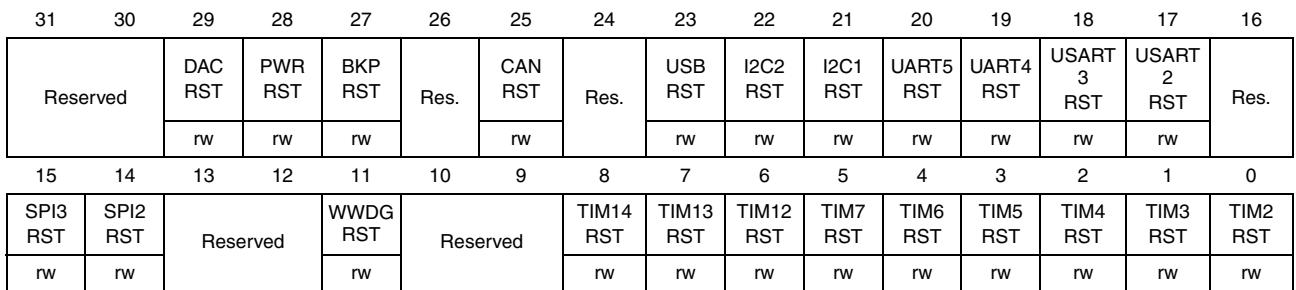 31 30 29 28 27 26 25 24 23 22 21 20 19 18 17 16
Reserved DAC RST PWR RST BKP RST Res. CAN RST Res. USB RST I2C2 RST I2C1 RST UART5 RST UART4 RST USART 3 RST USART 2 RST Res.
rw rw rw rw rw rw rw rw rw rw rw
15 14 13 12 11 10 9 8 7 6 5 4 3 2 1 0
SPI3 RST SPI2 RST Reserved WWDG RST Reserved TIM14 RST TIM13 RST TIM12 RST TIM7 RST TIM6 RST TIM5 RST TIM4 RST TIM3 RST TIM2 RST
rw rw rw rw rw rw rw rw rw rw rw rw